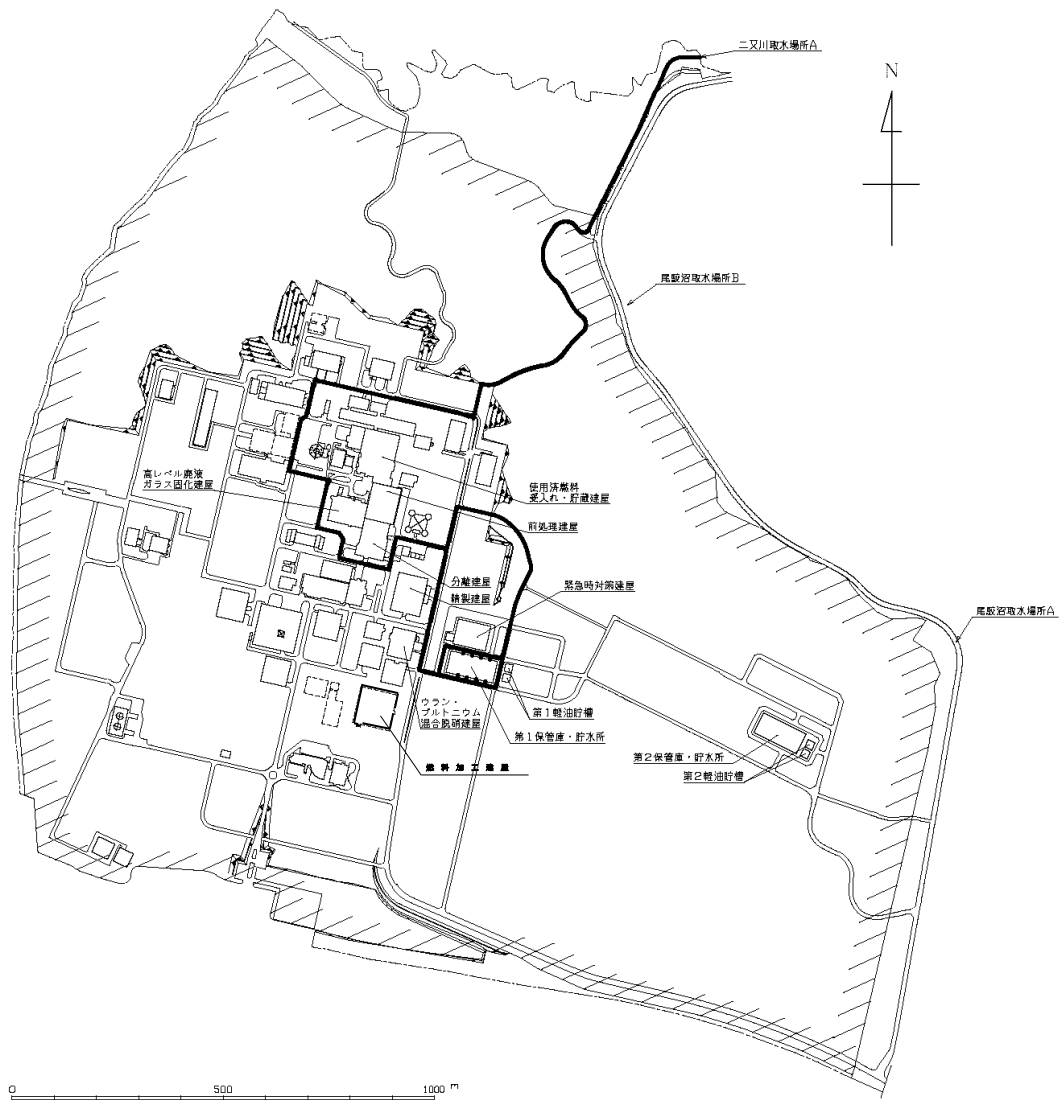 二又川取水場所A
N
尾駮沼取水場所B
高レベル廃液
ガラス固化建屋
使用済燃料
受入れ・貯蔵建屋
前処理建屋
分離建屋
精製建屋
緊急時対策建屋
尾駮沼取水場所A
ウラン・
プルトニウム
混合脱硝建屋
第1軽油貯槽
第1保管庫・貯水所
第2保管庫・貯水所
第2軽油貯槽
燃料加工建屋
0 500 1000 m